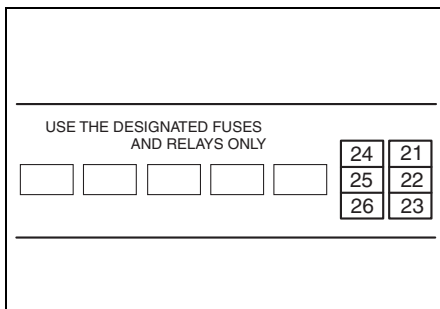 USE THE DESIGNATED FUSES
AND RELAYS ONLY
24 21
25 22
26 23